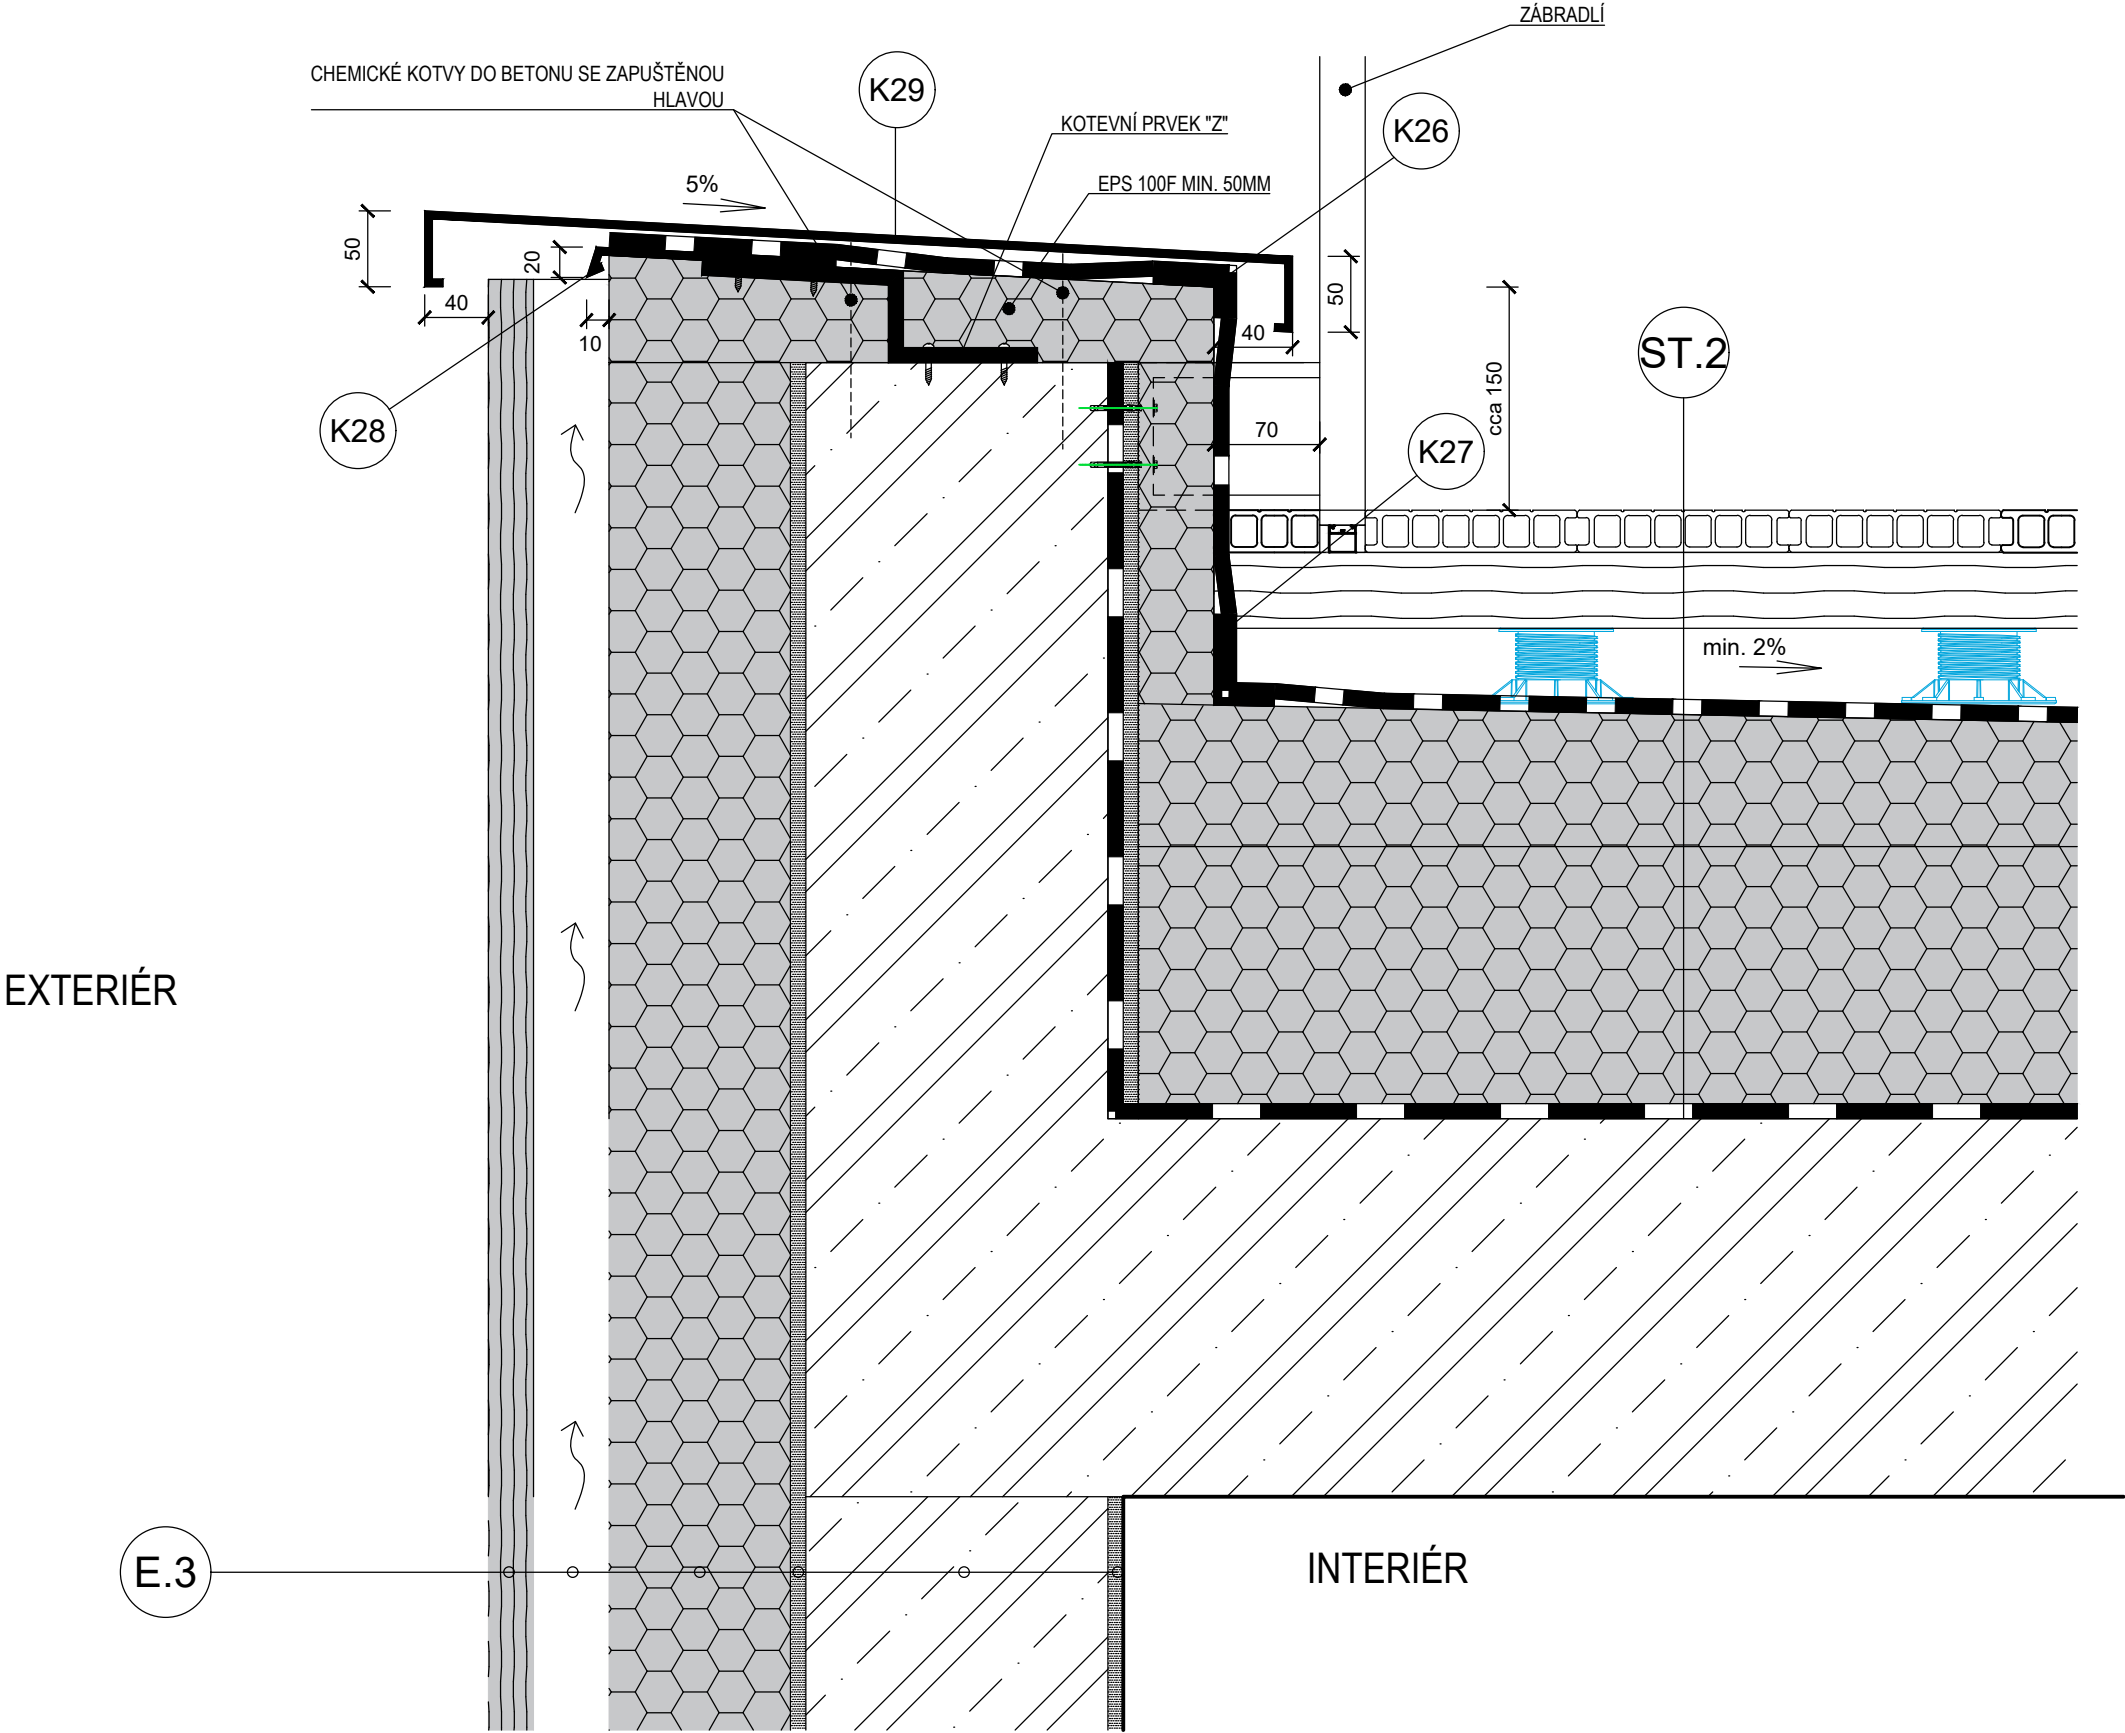 ZÁBRADLÍ
CHEMICKÉ KOTVY DO BETONU SE ZAPUŠTĚNOU
HLAVOU
K29
KOTEVNÍ PRVEK "Z"
K26
EPS 100F MIN. 50MM
5%
50
20
40
10
50
40
cca 150
ST.2
K28
70
K27
min. 2%
EXTERIÉR
E.3
INTERIÉR